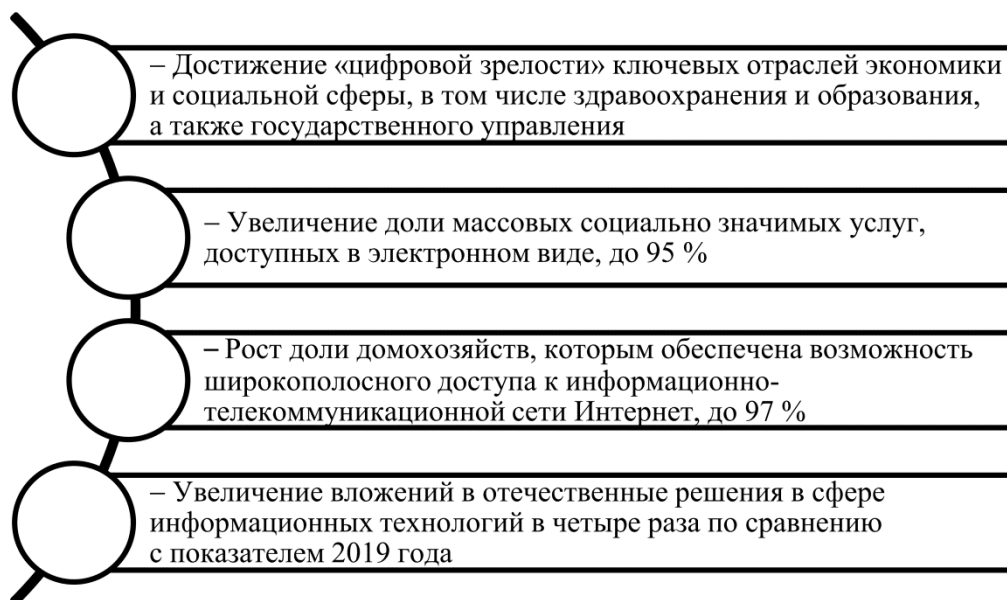 – Достижение «цифровой зрелости» ключевых отраслей экономики
и социальной сферы, в том числе здравоохранения и образования,
а также государственного управления
– Увеличение доли массовых социально значимых услуг,
доступных в электронном виде, до 95 %
– Рост доли домохозяйств, которым обеспечена возможность
широкополосного доступа к информационно-
телекоммуникационной сети Интернет, до 97 %
– Увеличение вложений в отечественные решения в сфере
информационных технологий в четыре раза по сравнению
с показателем 2019 года